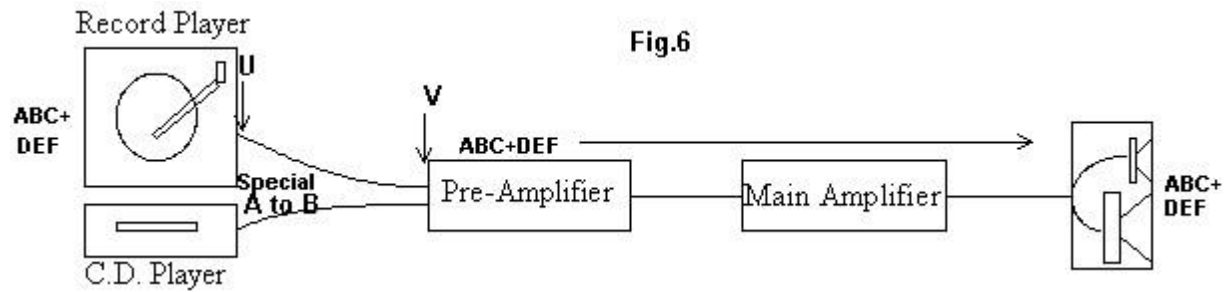 Record Player
Fig.6
U
ABC+
DEF
V
ABC+DEF
Special
A to B
Pre-Amplifier
Main Amplifier
ABC+
DEF
C.D. Player